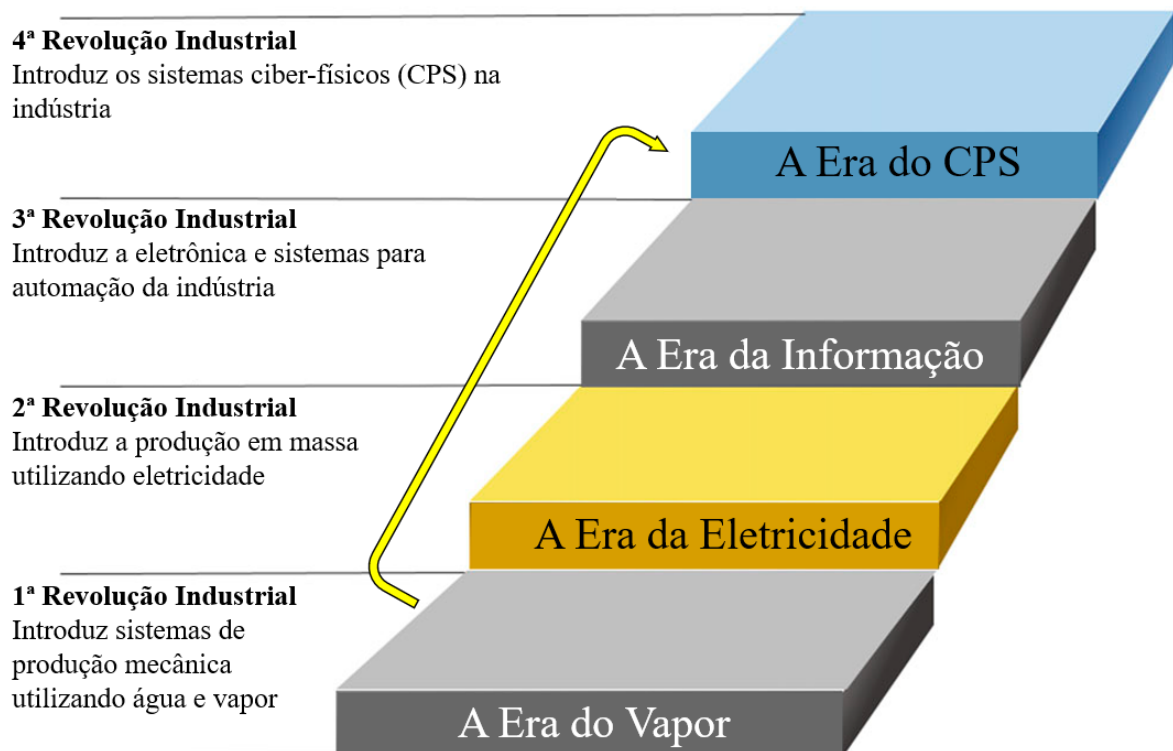 4ª Revolução Industrial
Introduz os sistemas ciber-físicos (CPS) na
indústria
A Era do CPS
3ª Revolução Industrial
Introduz a eletrônica e sistemas para
automação da indústria
A Era da Informação
2ª Revolução Industrial
Introduz a produção em massa
utilizando eletricidade
A Era da Eletricidade
1ª Revolução Industrial
Introduz sistemas de
produção mecânica
utilizando água e vapor
A Era do Vapor